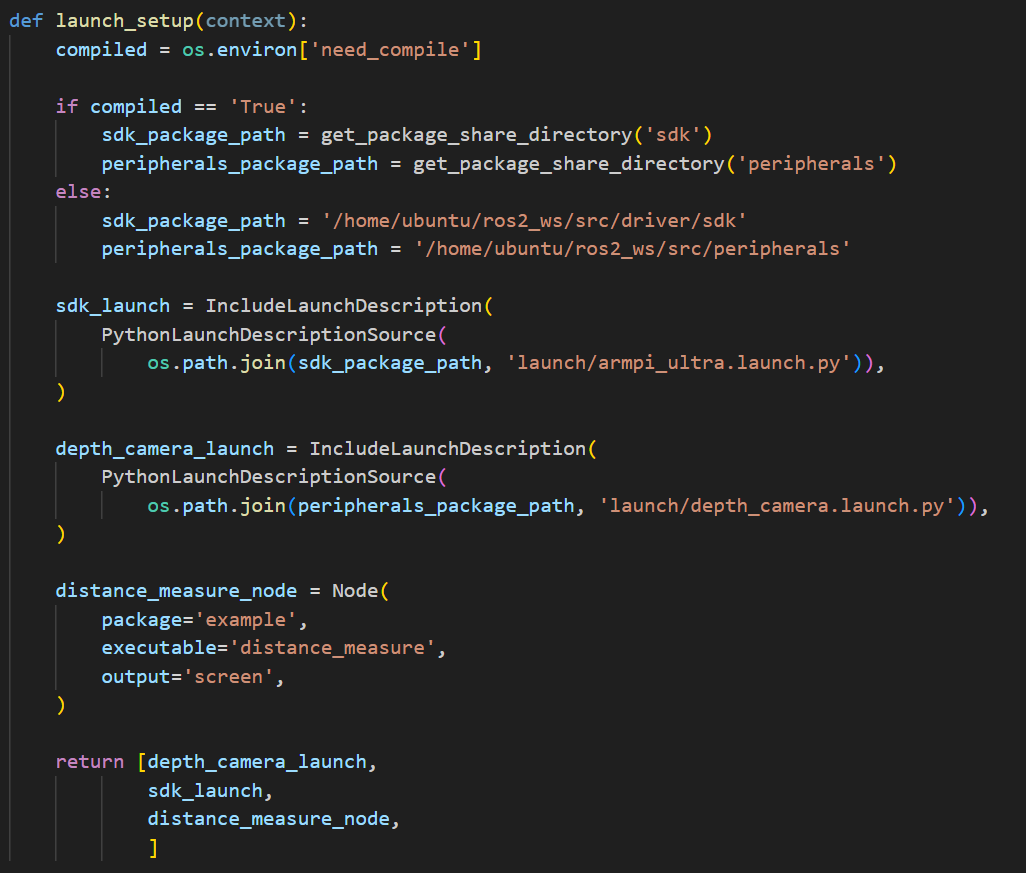 def launch_setup(context):
    compiled = os.environ['need_compile']

    if compiled == 'True':
        sdk_package_path = get_package_share_directory('sdk')
        peripherals_package_path = get_package_share_directory('peripherals')
    else:
        sdk_package_path = '/home/ubuntu/ros2_ws/src/driver/sdk'
        peripherals_package_path = '/home/ubuntu/ros2_ws/src/peripherals'

    sdk_launch = IncludeLaunchDescription(
        PythonLaunchDescriptionSource(
            os.path.join(sdk_package_path, 'launch/armpi_ultra.launch.py')),
    )

    depth_camera_launch = IncludeLaunchDescription(
        PythonLaunchDescriptionSource(
            os.path.join(peripherals_package_path, 'launch/depth_camera.launch.py')),
    )

    distance_measure_node = Node(
        package='example',
        executable='distance_measure',
        output='screen',
    )

    return [depth_camera_launch,
            sdk_launch,
            distance_measure_node,
            ]